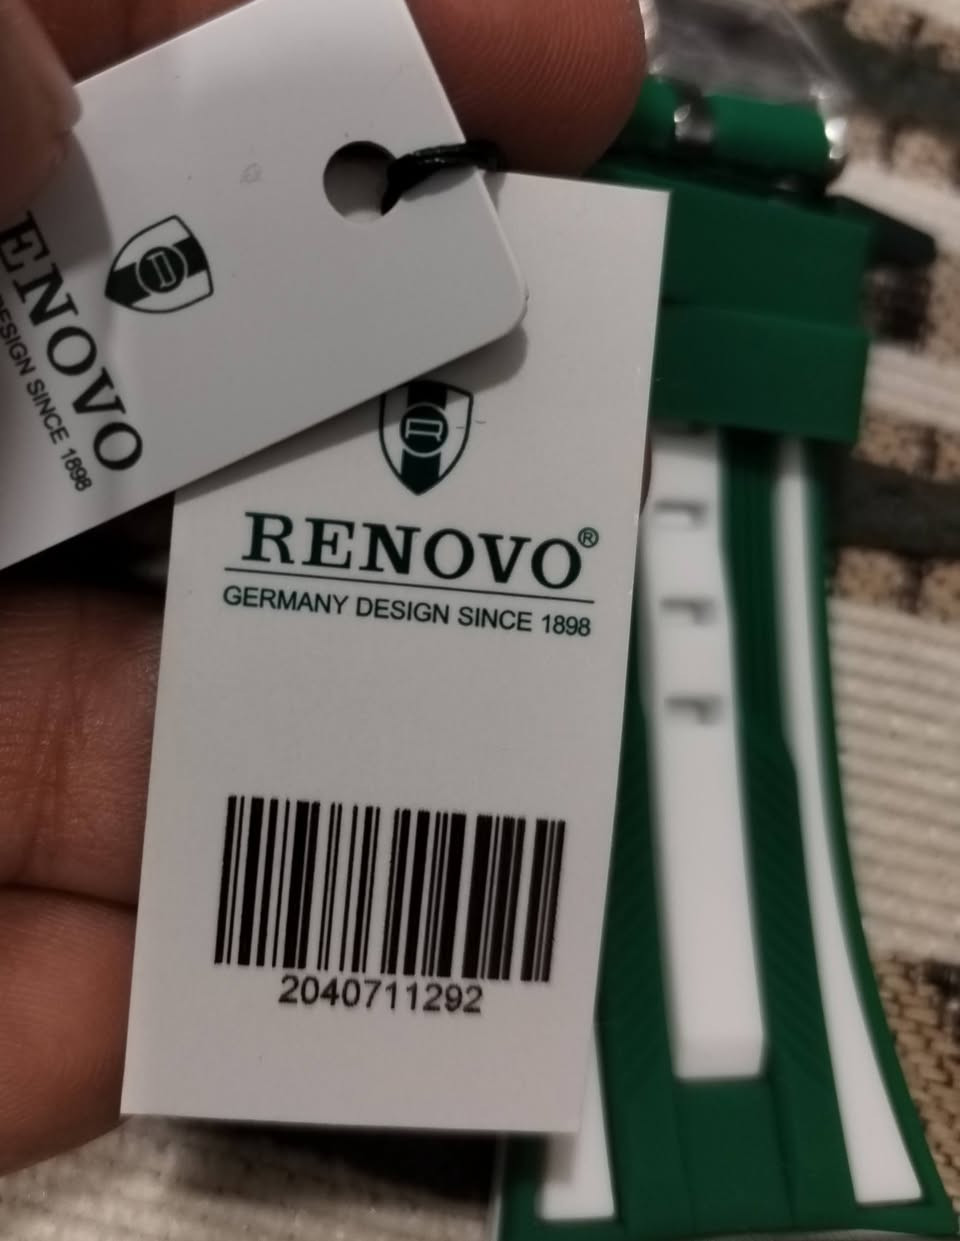 ENOVO
DESIGN SINCE 1898
RENOVO®
GERMANY DESIGN SINCE 1898
2040711292